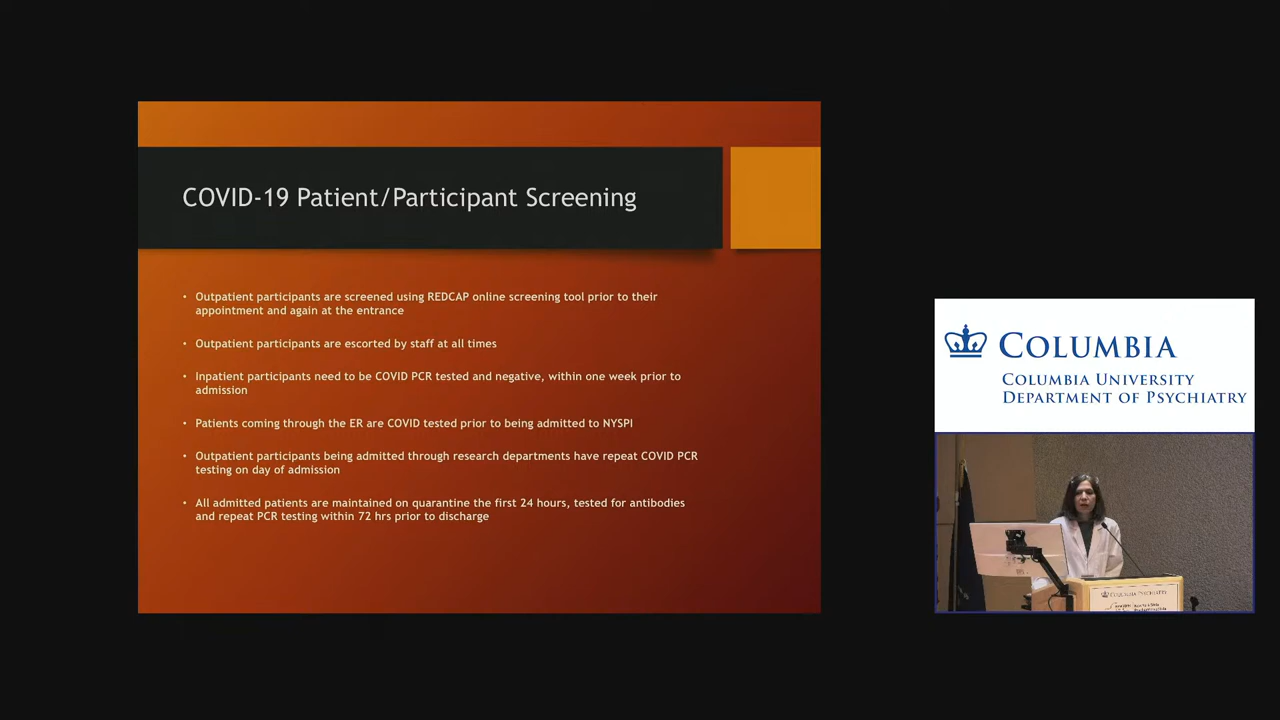 COVID-19 Patient/Participant Screening
• Outpatient participants are screened using REDCAP online screening tool prior to their
appointment and again at the entrance
• Outpatient participants are escorted by staff at all times
• Inpatient participants need to be COVID PCR tested and negative, within one week prior to
admission
• Patients coming through the ER are COVID tested prior to being admitted to NYSPI
• Outpatient participants being admitted through research departments have repeat COVID PCR
testing on day of admission
• All admitted patients are maintained on quarantine the first 24 hours, tested for antibodies
and repeat PCR testing within 72 hrs prior to discharge
COLUMBIA
COLUMBIA UNIVERSITY
DEPARTMENT OF PSYCHIATRY
COLUMBIA PSYCHIATRY